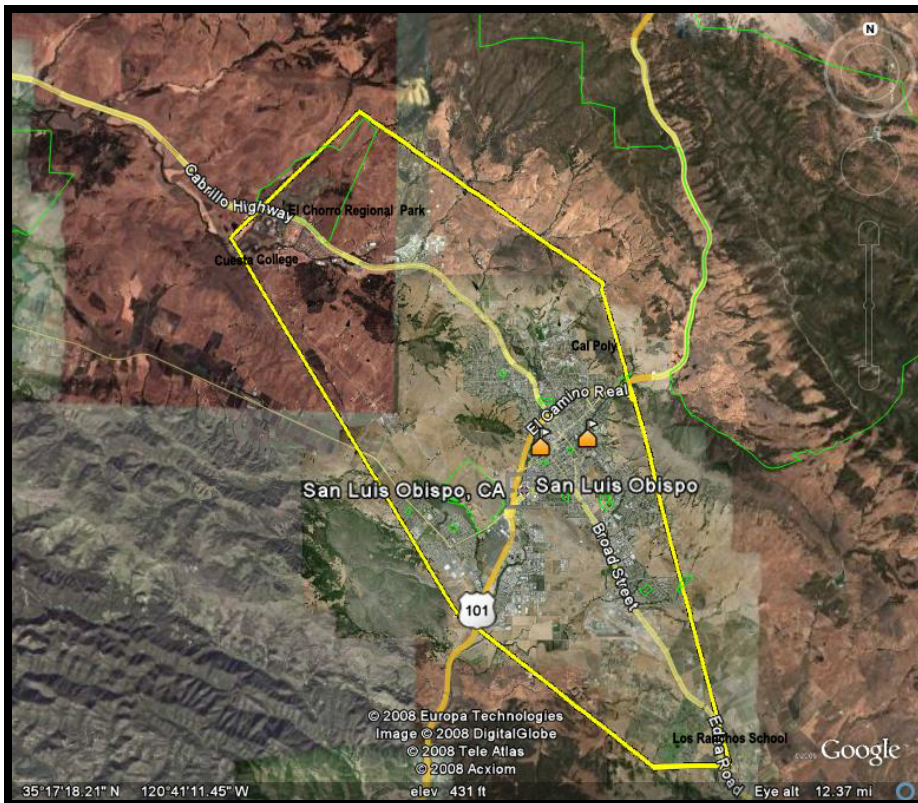 N
Cabrillo Highway
El Chorro Regional Park
Cuesta College
Cal Poly
El Camino Real
San Luis Obispo, CA
San Luis Obispo
Broad Street
101
Edna Road
Los Ranchos School
© 2008 Europa Technologies
Image © 2008 DigitalGlobe
© 2008 Tele Atlas
© 2008 Acxiom
Google
35°17'18.21" N 120°41'11.45" W elev 431 ft Eye alt 12.37 mi